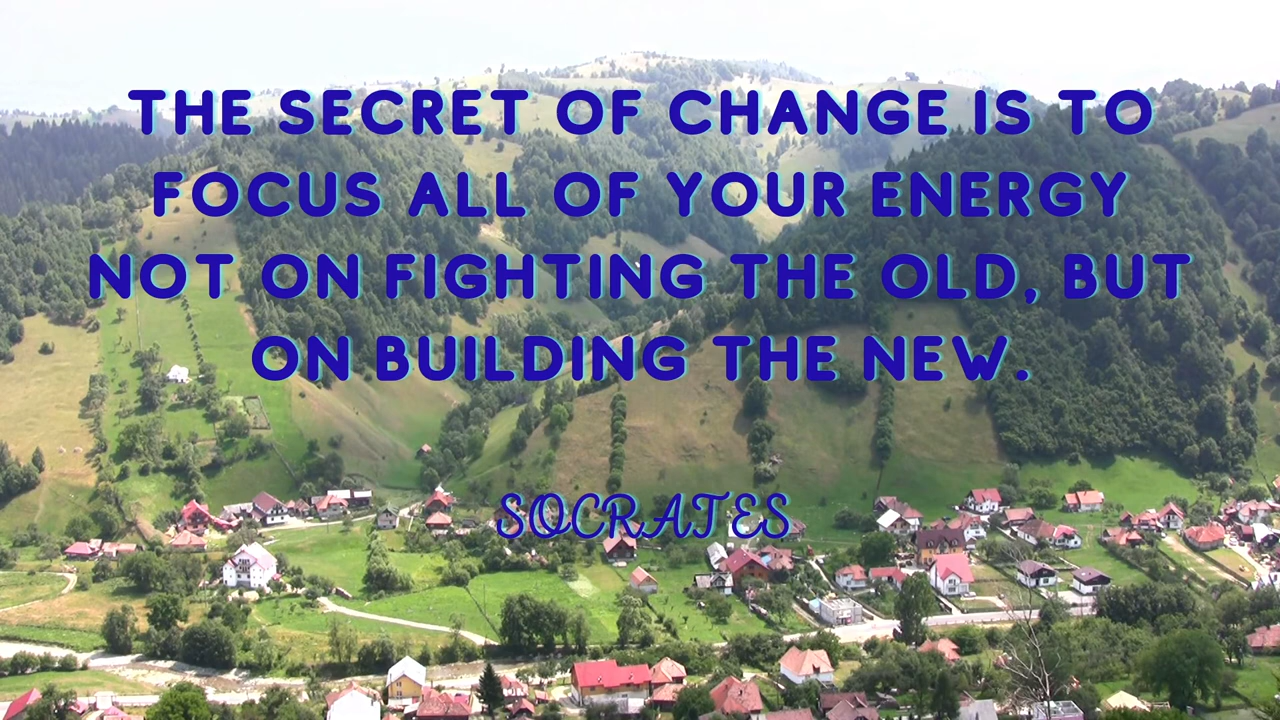 THE SECRET OF CHANGE IS TO
FOCUS ALL OF YOUR ENERGY
NOT ON FIGHTING THE OLD, BUT
ON BUILDING THE NEW.
SOCRATES